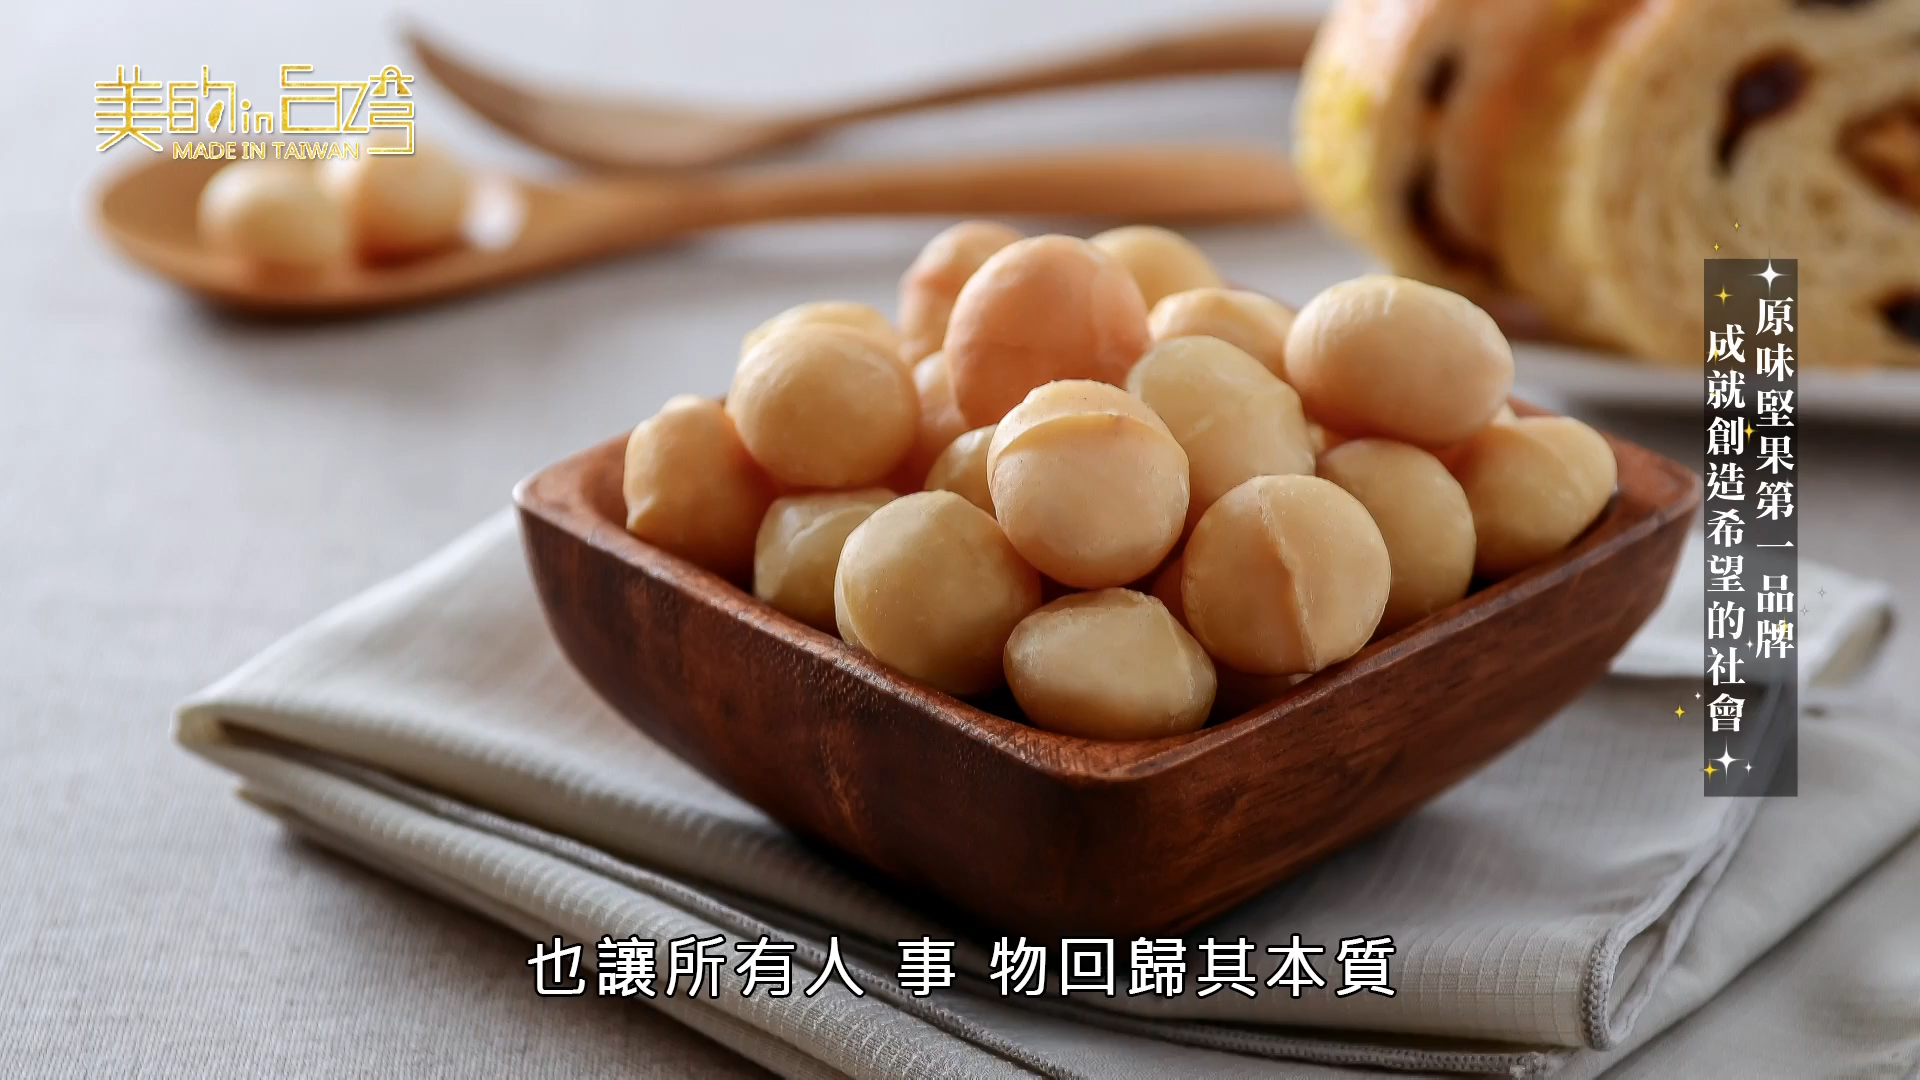 美的in台灣
MADE IN TAIWAN
原味堅果第一品牌
成就創造希望的社會
也讓所有人 事 物回歸其本質